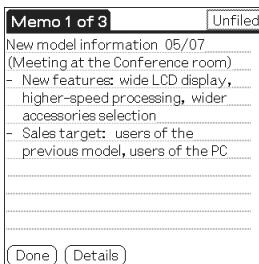 Memo 1 of 3 Unfiled
New model information 05/07
(Meeting at the Conference room)
- New features: wide LCD display,
higher-speed processing, wider
accessories selection
- Sales target: users of the
previous model, users of the PC
Done Details